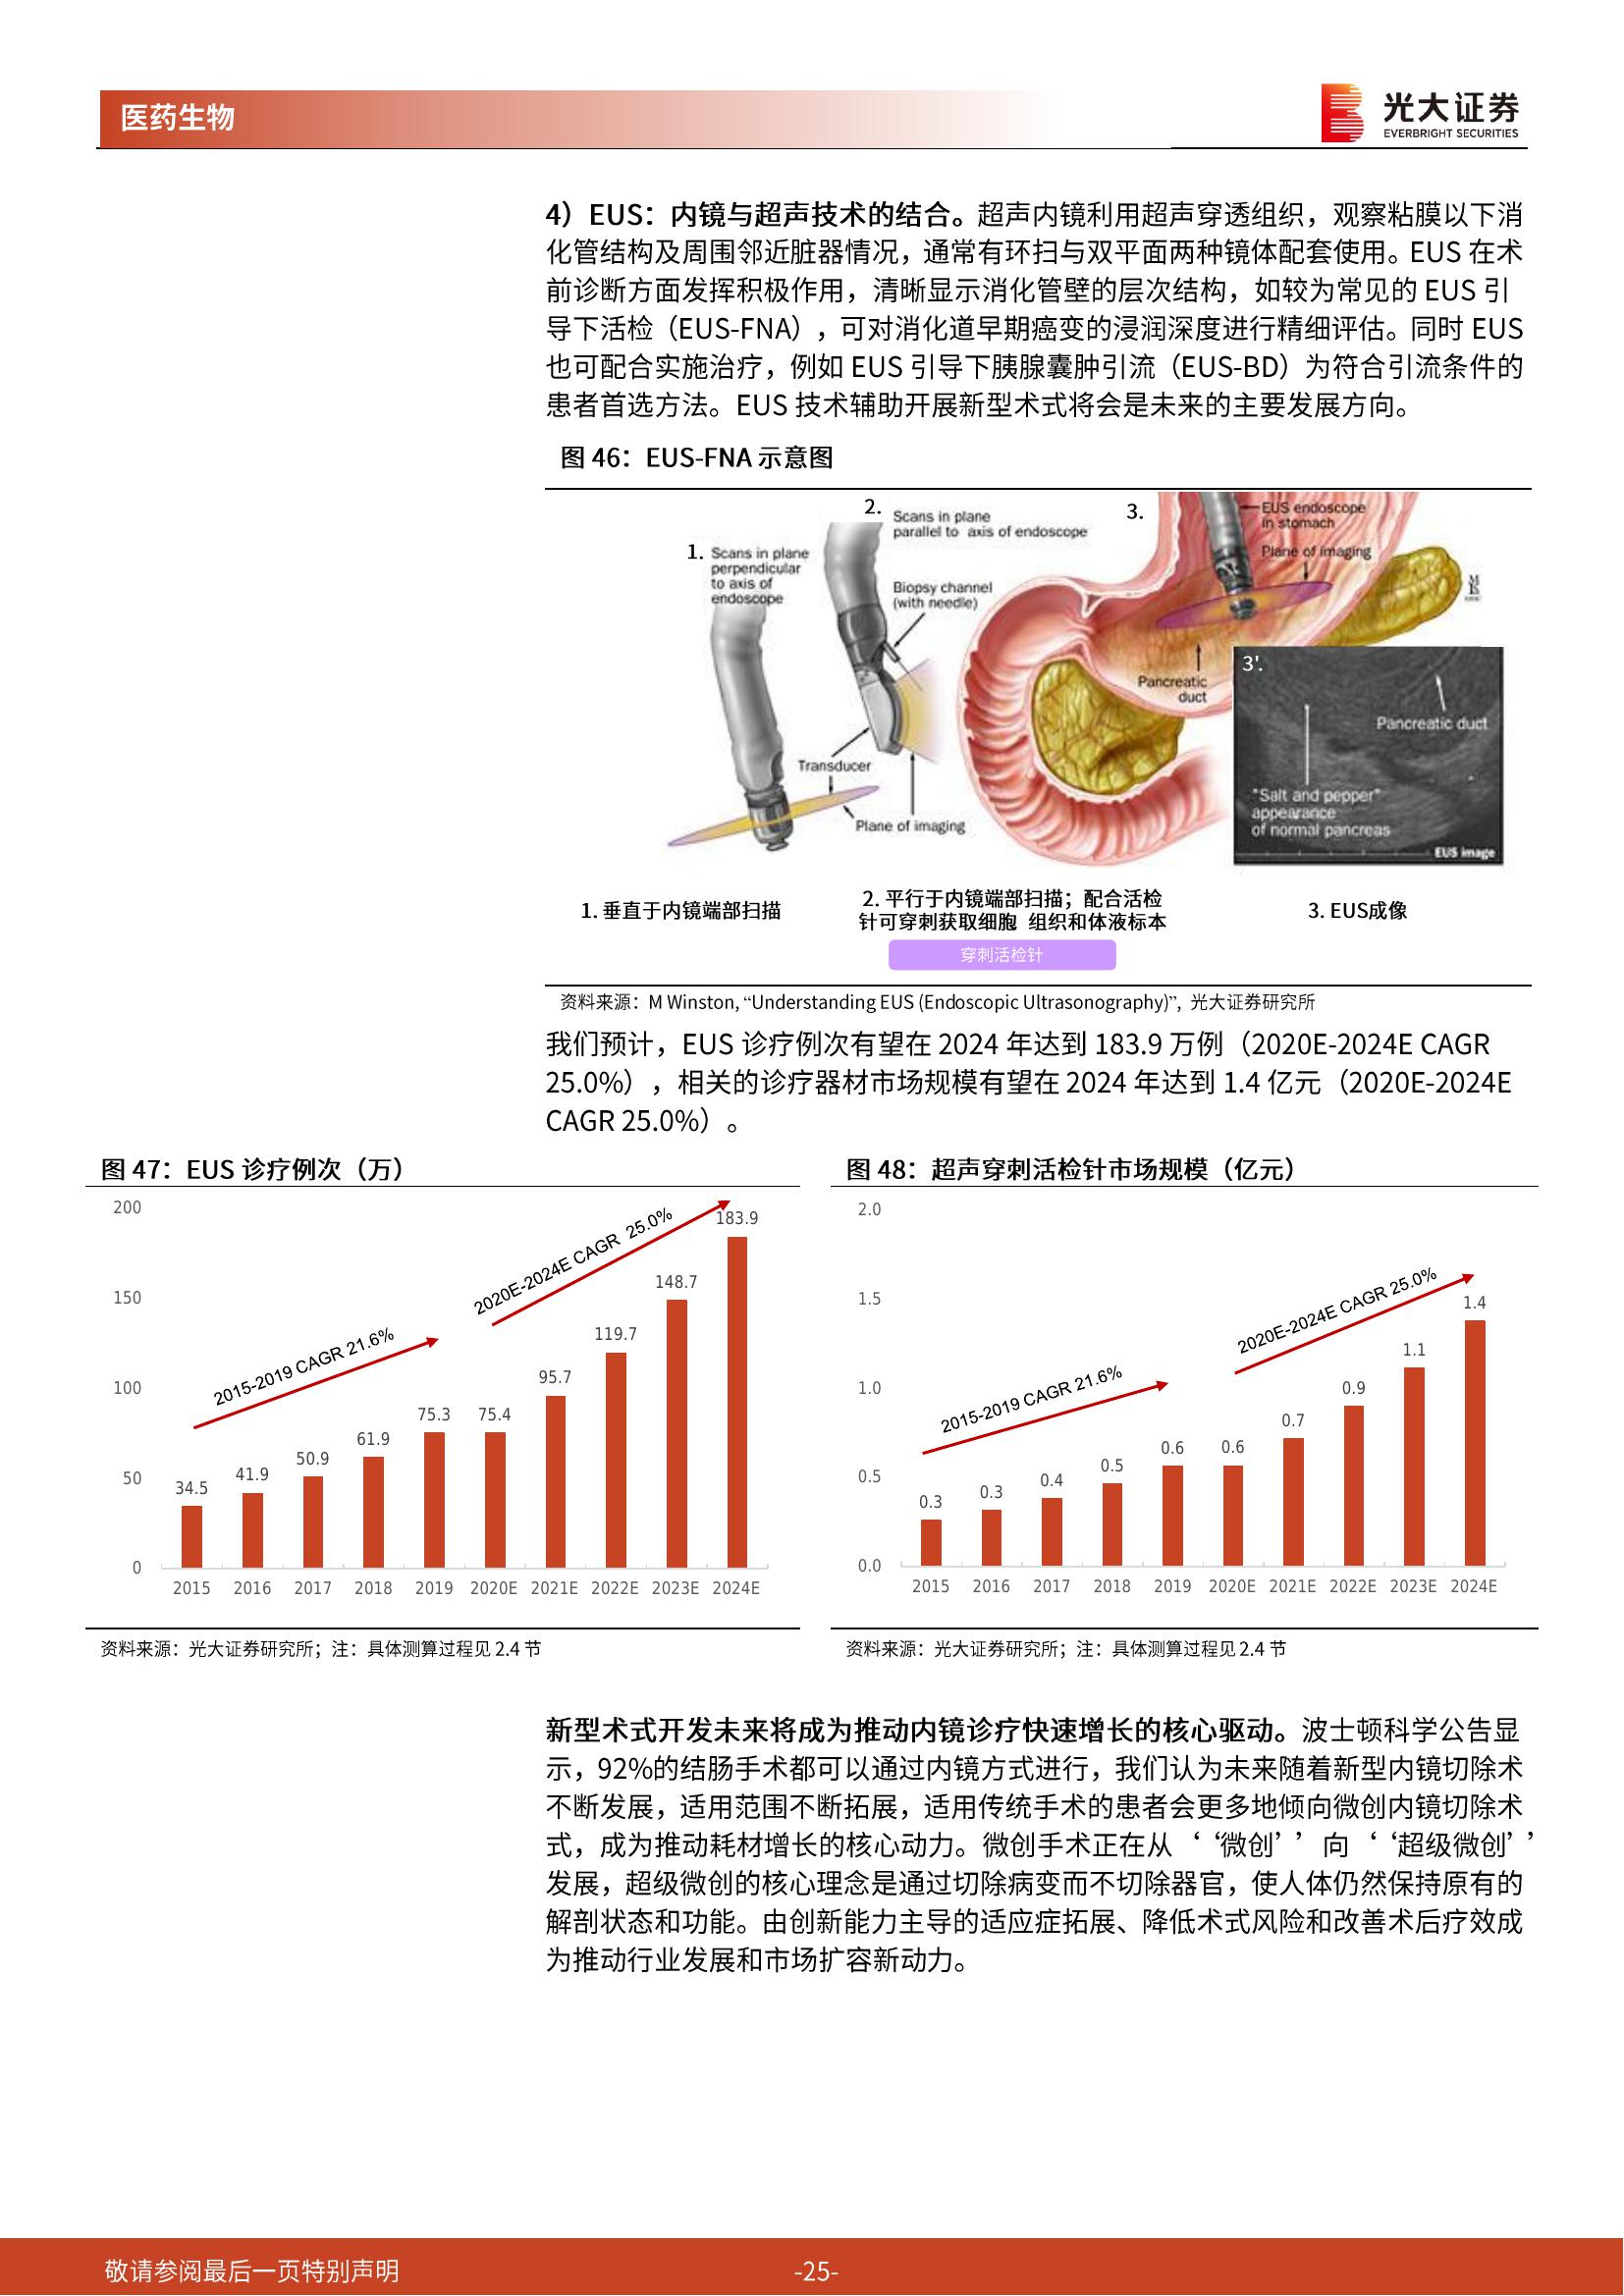 医药生物
光大证券
EVERBRIGHT SECURITIES
4）EUS：内镜与超声技术的结合。超声内镜利用超声穿透组织，观察粘膜以下消
化管结构及周围邻近脏器情况，通常有环扫与双平面两种镜体配套使用。EUS 在术
前诊断方面发挥积极作用，清晰显示消化管壁的层次结构，如较为常见的 EUS 引
导下活检（EUS-FNA），可对消化道早期癌变的浸润深度进行精细评估。同时 EUS
也可配合实施治疗，例如 EUS 引导下胰腺囊肿引流（EUS-BD）为符合引流条件的
患者首选方法。EUS 技术辅助开展新型术式将会是未来的主要发展方向。
图 46：EUS-FNA 示意图
1. Scans in plane
perpendicular
to axis of
endoscope
2. Scans in plane
parallel to axis of endoscope
Biopsy channel
(with needle)
Transducer
Plane of imaging
3.
EUS endoscope
in stomach
Plane of imaging
Pancreatic
duct
3'.
Pancreatic duct
"Salt and pepper"
appearance
of normal pancreas
EUS image
1. 垂直于内镜端部扫描
2. 平行于内镜端部扫描；配合活检
针可穿刺获取细胞 组织和体液标本
3. EUS成像
穿刺活检针
资料来源：M Winston, “Understanding EUS (Endoscopic Ultrasonography)”, 光大证券研究所
我们预计，EUS 诊疗例次有望在 2024 年达到 183.9 万例（2020E-2024E CAGR
25.0%），相关的诊疗器材市场规模有望在 2024 年达到 1.4 亿元（2020E-2024E
CAGR 25.0%）。
图 47：EUS 诊疗例次（万）
200
150
100
50
0
2015-2019 CAGR 21.6%
2020E-2024E CAGR 25.0%
34.5 41.9 50.9 61.9 75.3 75.4 95.7 119.7 148.7 183.9
2015 2016 2017 2018 2019 2020E 2021E 2022E 2023E 2024E
资料来源：光大证券研究所；注：具体测算过程见 2.4 节
图 48：超声穿刺活检针市场规模（亿元）
2.0
1.5
1.0
0.5
0.0
2015-2019 CAGR 21.6%
2020E-2024E CAGR 25.0%
0.3 0.3 0.4 0.5 0.6 0.6 0.7 0.9 1.1 1.4
2015 2016 2017 2018 2019 2020E 2021E 2022E 2023E 2024E
资料来源：光大证券研究所；注：具体测算过程见 2.4 节
新型术式开发未来将成为推动内镜诊疗快速增长的核心驱动。波士顿科学公告显
示，92%的结肠手术都可以通过内镜方式进行，我们认为未来随着新型内镜切除术
不断发展，适用范围不断拓展，适用传统手术的患者会更多地倾向微创内镜切除术
式，成为推动耗材增长的核心动力。微创手术正在从‘‘微创’’向‘‘超级微创’’
发展，超级微创的核心理念是通过切除病变而不切除器官，使人体仍然保持原有的
解剖状态和功能。由创新能力主导的适应症拓展、降低术式风险和改善术后疗效成
为推动行业发展和市场扩容新动力。
敬请参阅最后一页特别声明
-25-